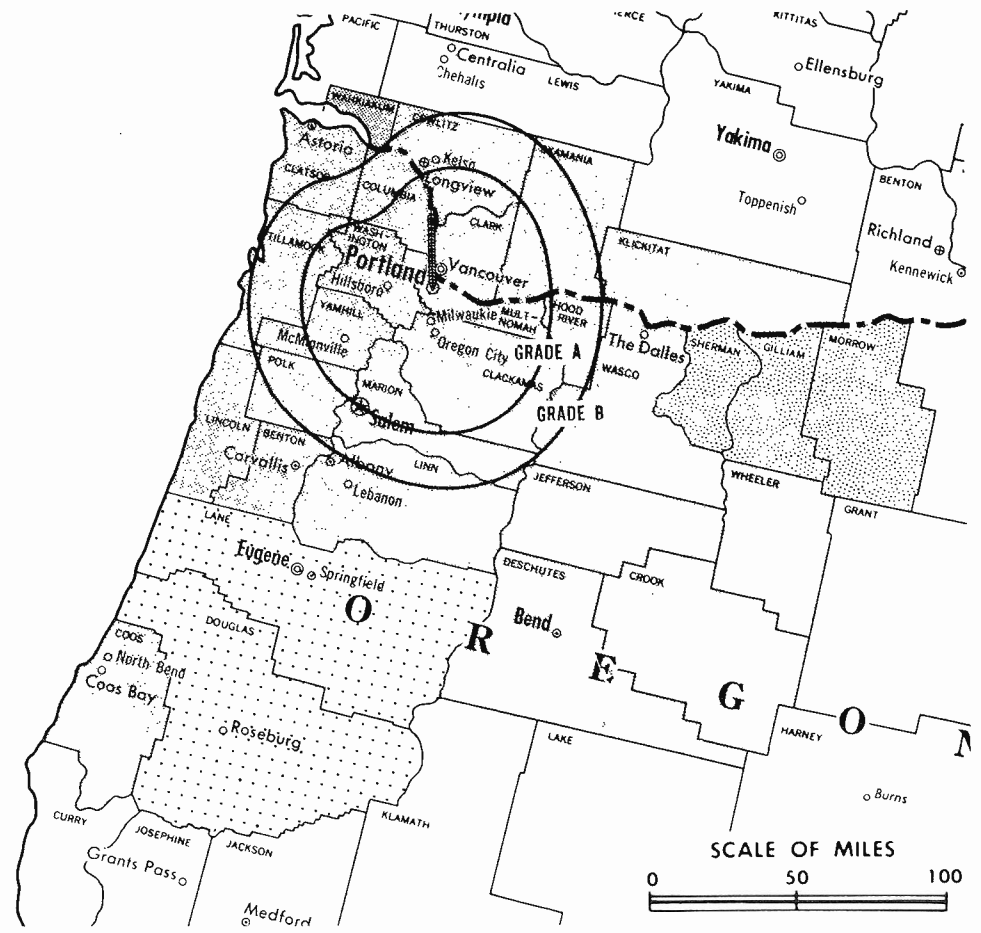 PACIFIC
THURSTON
KITTITAS
Centralia
Chehalis
LEWIS
Ellensburg
YAKIMA
WAHKIAKUM
COWLITZ
Astoria
Kelso
SKAMANIA
Yakima
CLATSOP
COLUMBIA
Longview
BENTON
Toppenish
CLARK
WASH-
INGTON
TILLAMOOK
KLICKITAT
Richland
Kennewick
Portland
Vancouver
Hillsboro
YAMHILL
Milwaukie
MULT-
NOMAH
HOOD
RIVER
McMinnville
Oregon City
GRADE A
The Dalles
SHERMAN
GILLIAM
MORROW
POLK
CLACKAMAS
WASCO
MARION
GRADE B
Salem
LINCOLN
BENTON
Corvallis
Albany
LINN
Lebanon
JEFFERSON
WHEELER
GRANT
LANE
Eugene
Springfield
DESCHUTES
CROOK
O R E G O N
Bend
DOUGLAS
COOS
North Bend
Coos Bay
Roseburg
LAKE
HARNEY
Burns
CURRY
JOSEPHINE
JACKSON
KLAMATH
Grants Pass
Medford
SCALE OF MILES
0 50 100